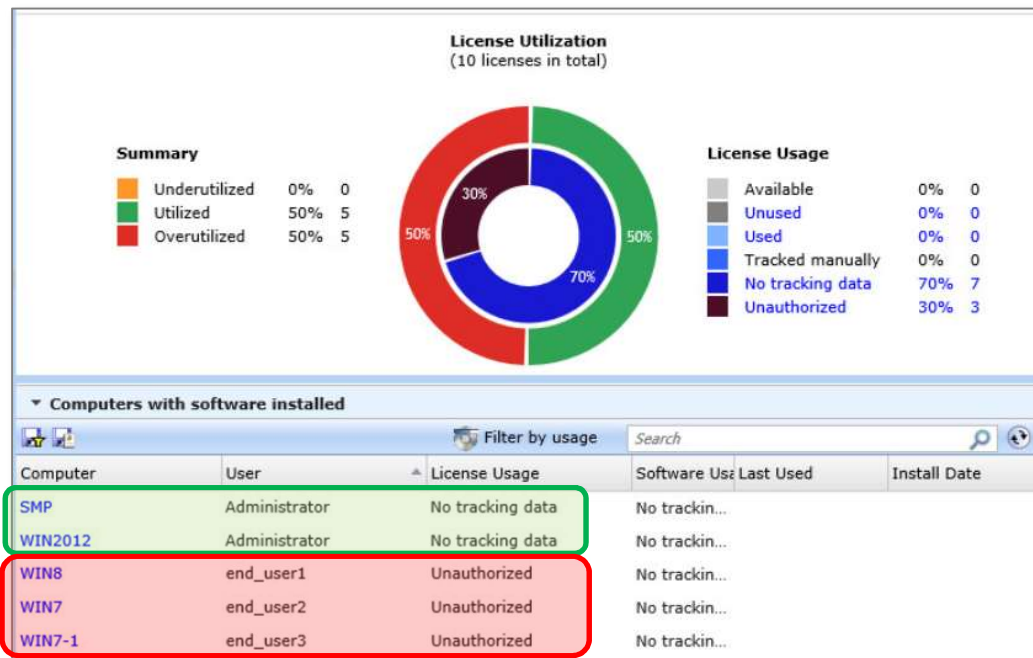 License Utilization
(10 licenses in total)
Summary
Underutilized 0% 0
Utilized 50% 5
Overutilized 50% 5
30%
50%
50%
70%
License Usage
Available 0% 0
Unused 0% 0
Used 0% 0
Tracked manually 0% 0
No tracking data 70% 7
Unauthorized 30% 3
Computers with software installed
Filter by usage Search
Computer User License Usage Software Usa Last Used Install Date
SMP Administrator No tracking data No trackin...
WIN2012 Administrator No tracking data No trackin...
WIN8 end_user1 Unauthorized No trackin...
WIN7 end_user2 Unauthorized No trackin...
WIN7-1 end_user3 Unauthorized No trackin...